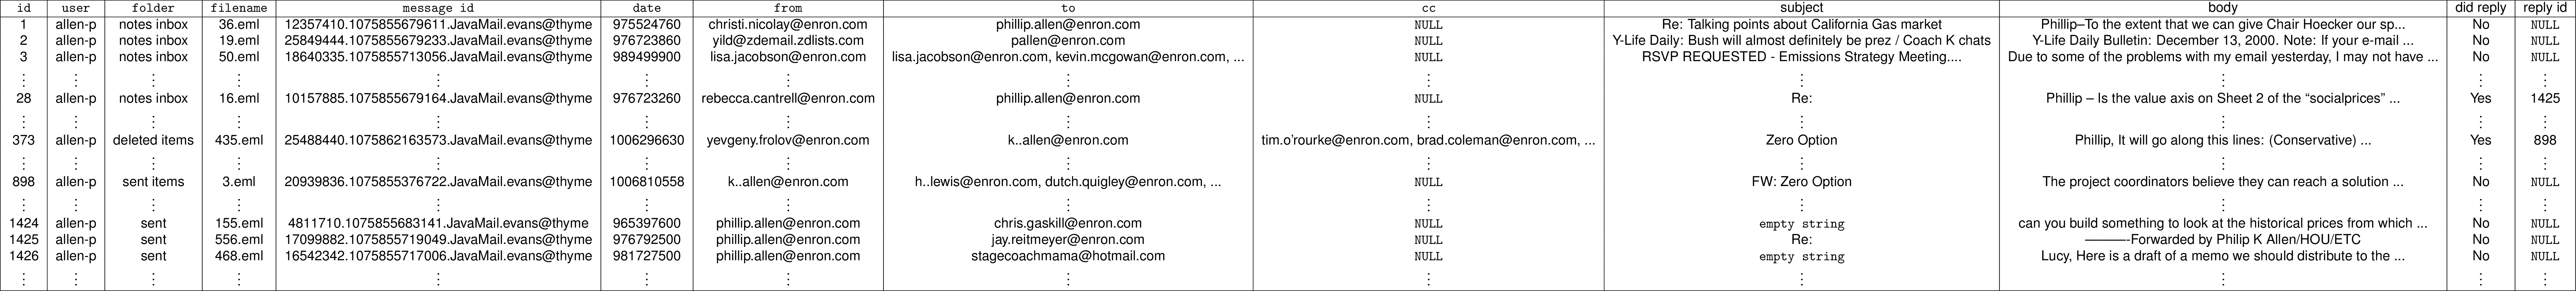 id user folder filename message id date from to cc subject body did reply reply id
1 allen-p notes inbox 36.eml 12357410.1075855679611.JavaMail.evans@thyme 975524760 christi.nicolay@enron.com phillip.allen@enron.com NULL Re: Talking points about California Gas market Phillip–To the extent that we can give Chair Hoecker our sp... No NULL
2 allen-p notes inbox 19.eml 25849444.1075855679233.JavaMail.evans@thyme 976723860 yild@zdemail.zdlists.com pallen@enron.com NULL Y-Life Daily: Bush will almost definitely be prez / Coach K chats Y-Life Daily Bulletin: December 13, 2000. Note: If your e-mail ... No NULL
3 allen-p notes inbox 50.eml 18640335.1075855713056.JavaMail.evans@thyme 989499900 lisa.jacobson@enron.com lisa.jacobson@enron.com, kevin.mcgowan@enron.com, ... NULL RSVP REQUESTED - Emissions Strategy Meeting.... Due to some of the problems with my email yesterday, I may not have ... No NULL
⋮ ⋮ ⋮ ⋮ ⋮ ⋮ ⋮ ⋮ ⋮ ⋮ ⋮ ⋮ ⋮
28 allen-p notes inbox 16.eml 10157885.1075855679164.JavaMail.evans@thyme 976723260 rebecca.cantrell@enron.com phillip.allen@enron.com NULL Re: Phillip – Is the value axis on Sheet 2 of the “socialprices” ... Yes 1425
⋮ ⋮ ⋮ ⋮ ⋮ ⋮ ⋮ ⋮ ⋮ ⋮ ⋮ ⋮ ⋮
373 allen-p deleted items 435.eml 25488440.1075862163573.JavaMail.evans@thyme 1006296630 yevgeny.frolov@enron.com k..allen@enron.com tim.o’rourke@enron.com, brad.coleman@enron.com, ... Zero Option Phillip, It will go along this lines: (Conservative) ... Yes 898
⋮ ⋮ ⋮ ⋮ ⋮ ⋮ ⋮ ⋮ ⋮ ⋮ ⋮ ⋮ ⋮
898 allen-p sent items 3.eml 20939836.1075855376722.JavaMail.evans@thyme 1006810558 k..allen@enron.com h..lewis@enron.com, dutch.quigley@enron.com, ... NULL FW: Zero Option The project coordinators believe they can reach a solution ... No NULL
⋮ ⋮ ⋮ ⋮ ⋮ ⋮ ⋮ ⋮ ⋮ ⋮ ⋮ ⋮ ⋮
1424 allen-p sent 155.eml 4811710.1075855683141.JavaMail.evans@thyme 965397600 phillip.allen@enron.com chris.gaskill@enron.com NULL empty string can you build something to look at the historical prices from which ... No NULL
1425 allen-p sent 556.eml 17099882.1075855719049.JavaMail.evans@thyme 976792500 phillip.allen@enron.com jay.reitmeyer@enron.com NULL Re: ———-Forwarded by Philip K Allen/HOU/ETC No NULL
1426 allen-p sent 468.eml 16542342.1075855717006.JavaMail.evans@thyme 981727500 phillip.allen@enron.com stagecoachmama@hotmail.com NULL empty string Lucy, Here is a draft of a memo we should distribute to the ... No NULL
⋮ ⋮ ⋮ ⋮ ⋮ ⋮ ⋮ ⋮ ⋮ ⋮ ⋮ ⋮ ⋮